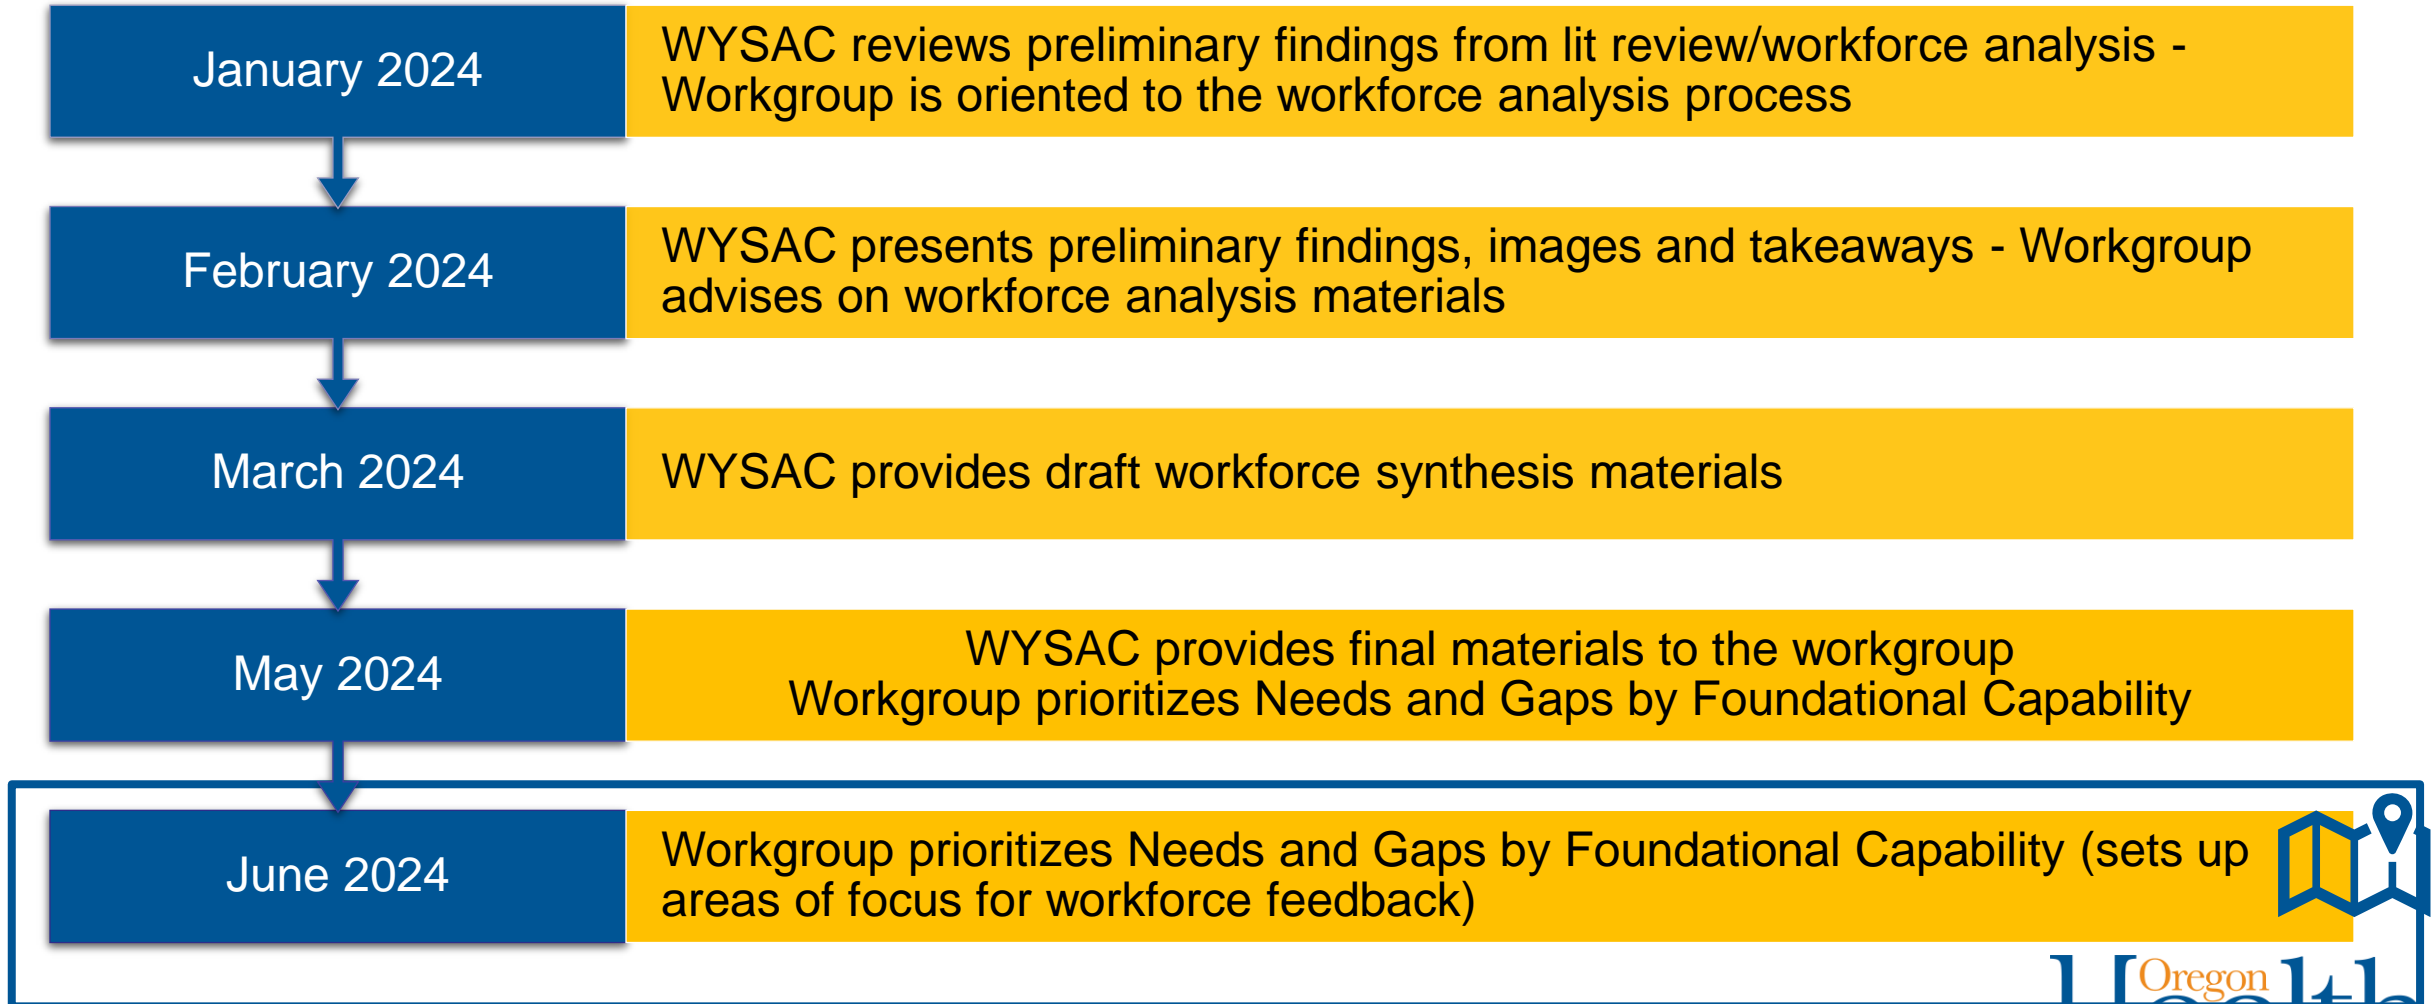 January 2024
WYSAC reviews preliminary findings from lit review/workforce analysis -
Workgroup is oriented to the workforce analysis process
February 2024
WYSAC presents preliminary findings, images and takeaways - Workgroup
advises on workforce analysis materials
March 2024
WYSAC provides draft workforce synthesis materials
May 2024
WYSAC provides final materials to the workgroup
Workgroup prioritizes Needs and Gaps by Foundational Capability
June 2024
Workgroup prioritizes Needs and Gaps by Foundational Capability (sets up
areas of focus for workforce feedback)
Oregon